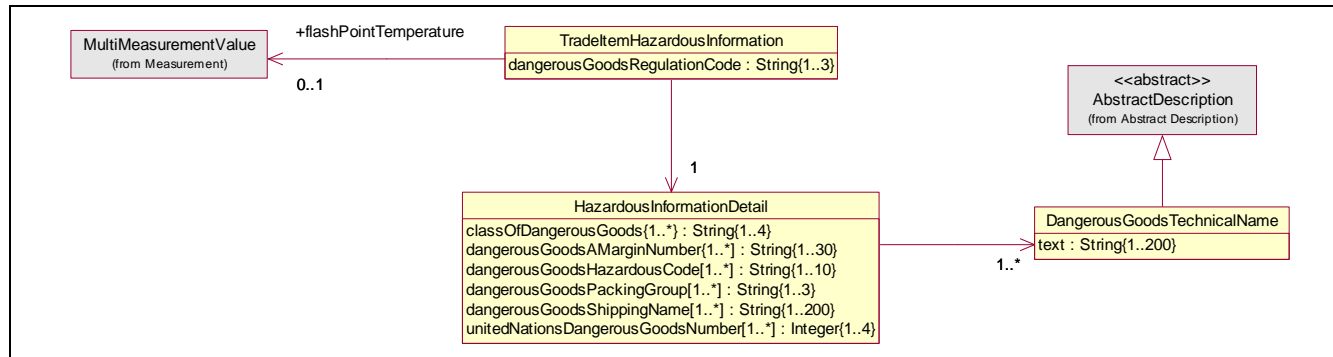 MultiMeasurementValue
(from Measurement)
+flashPointTemperature
0..1
TradeItemHazardousInformation
dangerousGoodsRegulationCode : String{1..3}
<<abstract>>
AbstractDescription
(from Abstract Description)
1
HazardousInformationDetail
classOfDangerousGoods{1..*} : String{1..4}
dangerousGoodsAMarginNumber{1..*] : String{1..30}
dangerousGoodsHazardousCode[1..*] : String{1..10}
dangerousGoodsPackingGroup[1..*] : String{1..3}
dangerousGoodsShippingName[1..*] : String{1..200}
unitedNationsDangerousGoodsNumber[1..*] : Integer{1..4}
1..*
DangerousGoodsTechnicalName
text : String{1..200}